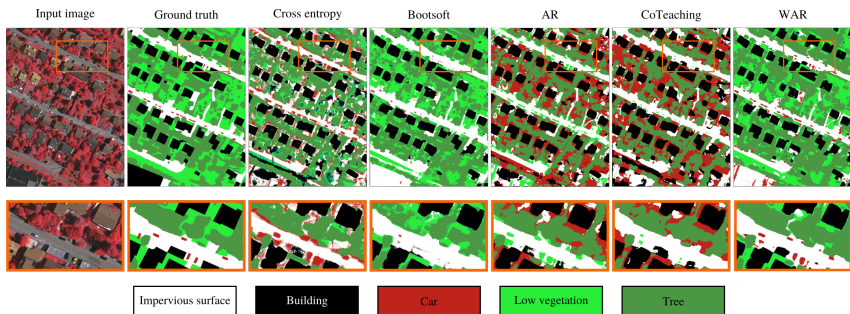 Input image Ground truth Cross entropy Bootsoft AR CoTeaching WAR
Impervious surface Building Car Low vegetation Tree